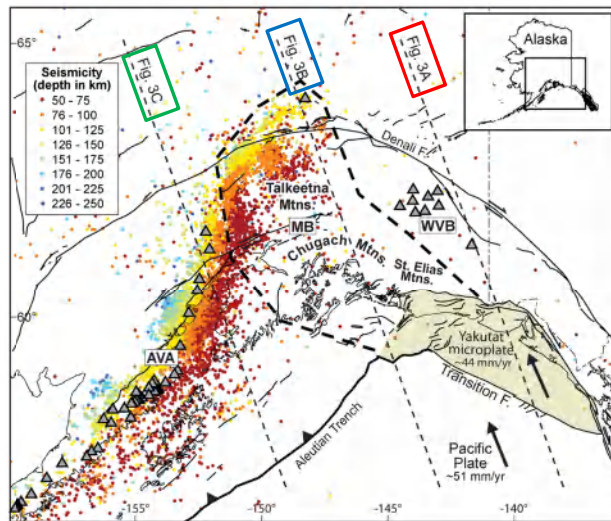 -65°
Fig. 3C
Fig. 3B
Fig. 3A
Alaska
Seismicity
(depth in km)
50 - 75
76 - 100
101 - 125
126 - 150
151 - 175
176 - 200
201 - 225
226 - 250
Denali F.
Talkeetna
Mtns.
MB
WVB
Chugach Mtns.
St. Elias
Mtns.
60°
Yakutat
microplate
~44 mm/yr
AVA
Transition F.
Aleutian Trench
Pacific
Plate
~51 mm/yr
-155°
-150°
-145°
-140°